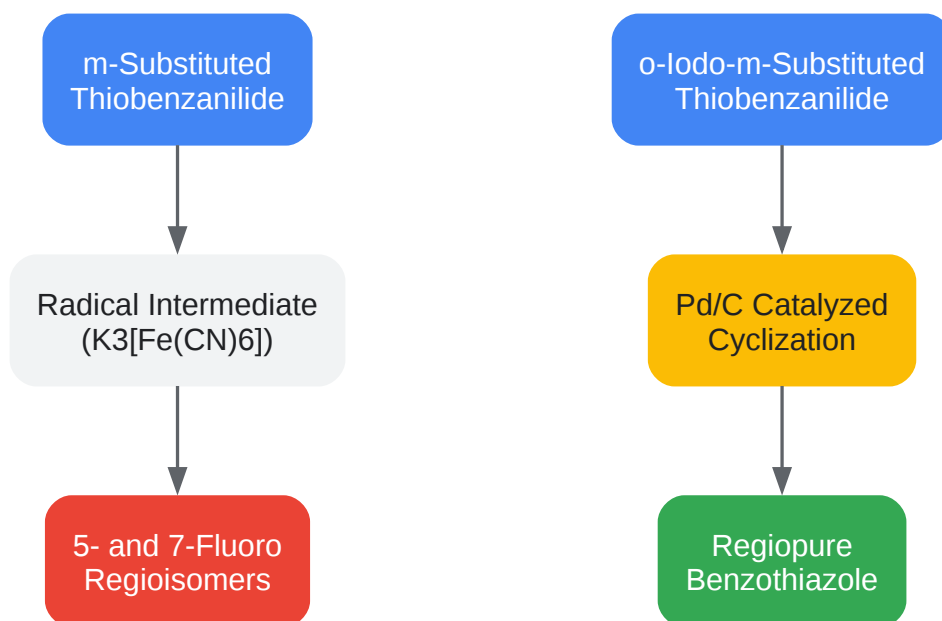 m-Substituted
Thiobenzanilide
o-Iodo-m-Substituted
Thiobenzanilide
Radical Intermediate
(K3[Fe(CN)6])
Pd/C Catalyzed
Cyclization
5- and 7-Fluoro
Regioisomers
Regiopure
Benzothiazole